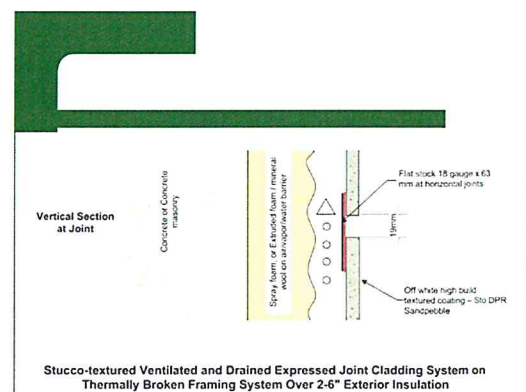 Vertical Section
at Joint
Concrete or Concrete
masonry
Spray foam, or Extruded foam / mineral
wool on air/vapor/water barrier
Flat stock 18 gauge x 63
mm at horizontal joints
19mm
Off white high build
textured coating – Sto DPR
Sandpebble
Stucco-textured Ventilated and Drained Expressed Joint Cladding System on
Thermally Broken Framing System Over 2-6" Exterior Insulation